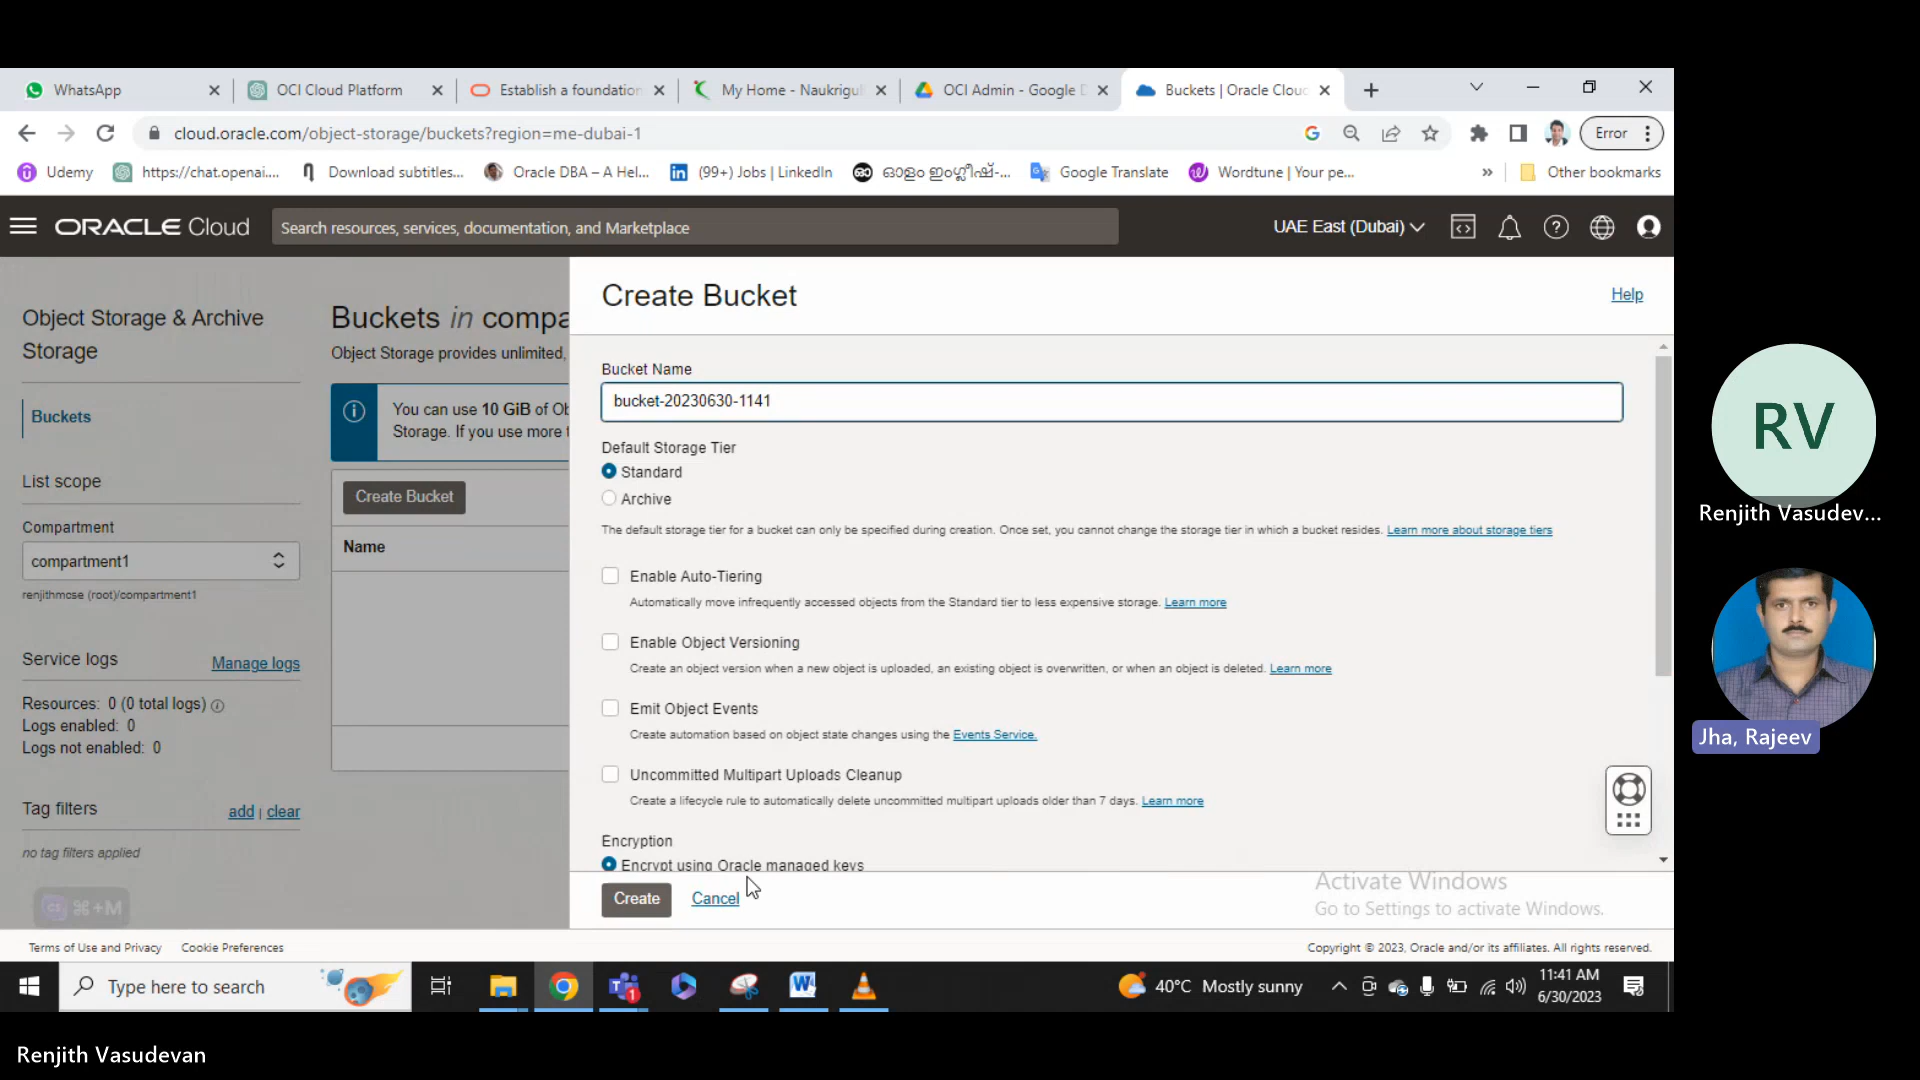 WhatsApp
OCI Cloud Platform
Establish a foundation
My Home - Naukrigul
OCI Admin - Google D
Buckets | Oracle Clou
cloud.oracle.com/object-storage/buckets?region=me-dubai-1
Error
Udemy
https://chat.openai....
Download subtitles...
Oracle DBA – A Hel...
(99+) Jobs | LinkedIn
ഓളം ഇംഗ്ലീഷ്-...
Google Translate
Wordtune | Your pe...
»
Other bookmarks
ORACLE Cloud
Search resources, services, documentation, and Marketplace
UAE East (Dubai)
Object Storage & Archive
Storage
Buckets
List scope
Compartment
compartment1
renjithmcse (root)/compartment1
Service logs
Manage logs
Resources: 0 (0 total logs)
Logs enabled: 0
Logs not enabled: 0
Tag filters
add | clear
no tag filters applied
⌘+M
Buckets in compa
Object Storage provides unlimited,
You can use 10 GiB of Ob
Storage. If you use more t
Create Bucket
Name
Create Bucket
Help
Bucket Name
bucket-20230630-1141
Default Storage Tier
Standard
Archive
The default storage tier for a bucket can only be specified during creation. Once set, you cannot change the storage tier in which a bucket resides. Learn more about storage tiers
Enable Auto-Tiering
Automatically move infrequently accessed objects from the Standard tier to less expensive storage. Learn more
Enable Object Versioning
Create an object version when a new object is uploaded, an existing object is overwritten, or when an object is deleted. Learn more
Emit Object Events
Create automation based on object state changes using the Events Service.
Uncommitted Multipart Uploads Cleanup
Create a lifecycle rule to automatically delete uncommitted multipart uploads older than 7 days. Learn more
Encryption
Encrypt using Oracle managed keys
Create
Cancel
Activate Windows
Go to Settings to activate Windows.
Terms of Use and Privacy
Cookie Preferences
Copyright © 2023, Oracle and/or its affiliates. All rights reserved.
Type here to search
1
40°C Mostly sunny
11:41 AM
6/30/2023
RV
Renjith Vasudev...
Jha, Rajeev
Renjith Vasudevan